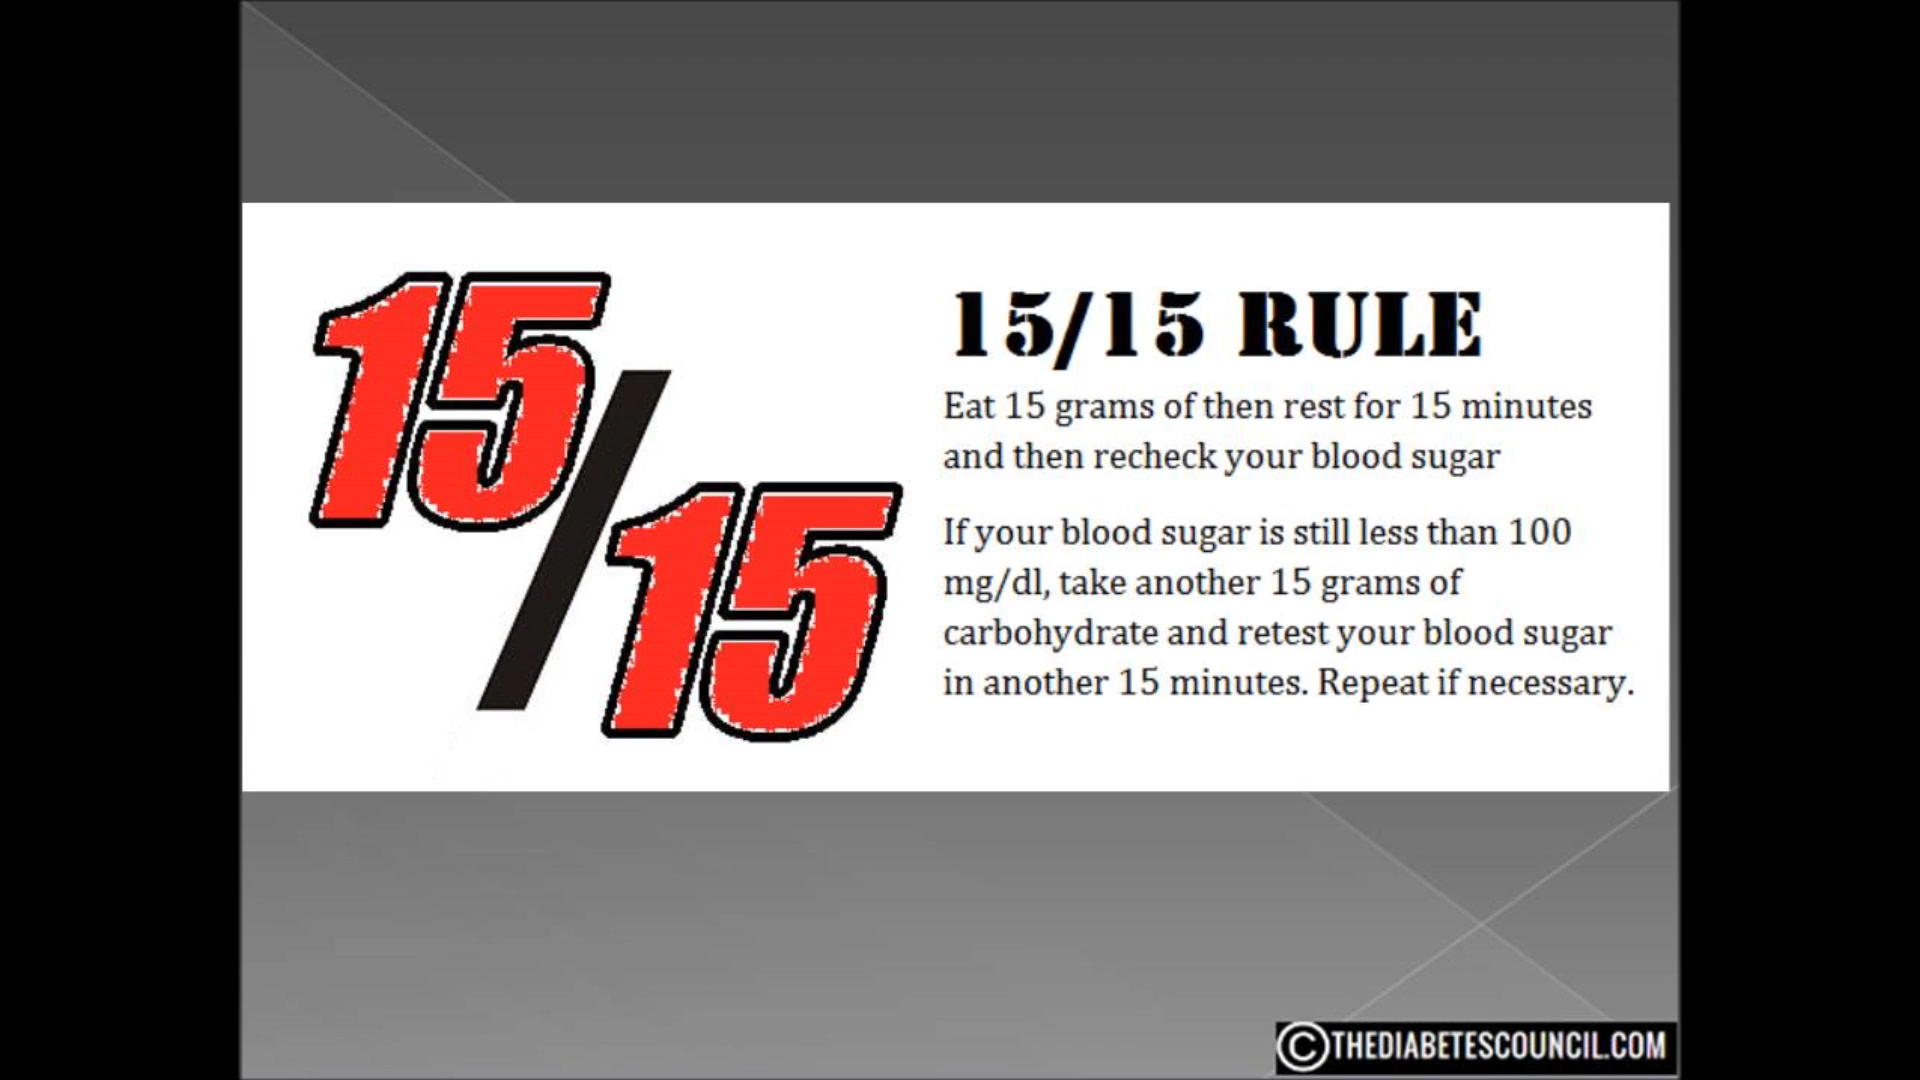 15/15
15/15 RULE
Eat 15 grams of then rest for 15 minutes
and then recheck your blood sugar
If your blood sugar is still less than 100
mg/dl, take another 15 grams of
carbohydrate and retest your blood sugar
in another 15 minutes. Repeat if necessary.
©THEDIABETESCOUNCIL.COM